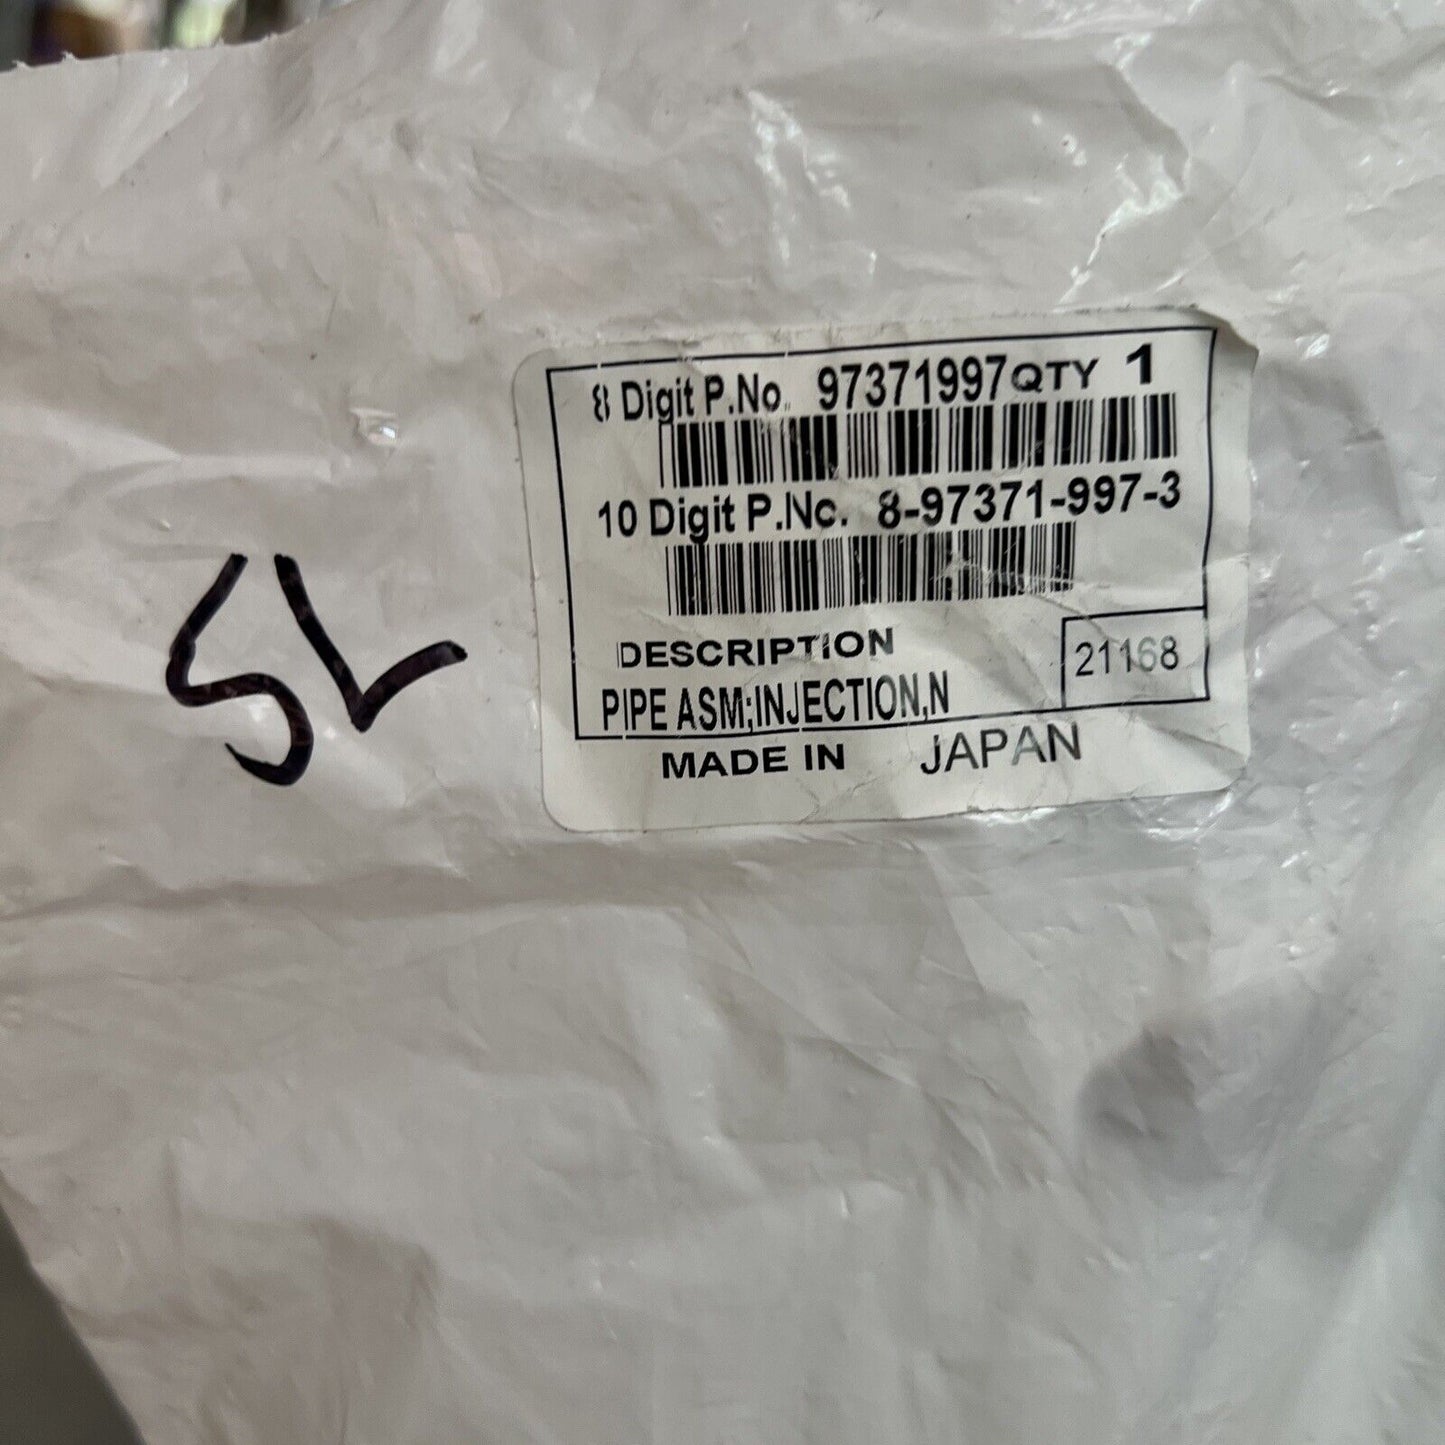 8 Digit P.No. 97371997 QTY 1
10 Digit P.No. 8-97371-997-3
DESCRIPTION
21168
PIPE ASM;INJECTION,N
MADE IN JAPAN
SL